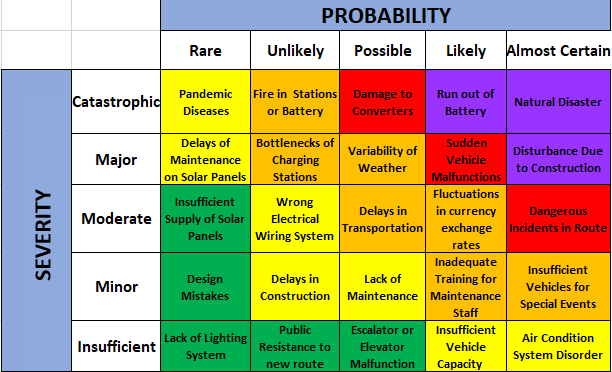 PROBABILITY
Rare
Unlikely
Possible
Likely
Almost Certain
SEVERITY
Catastrophic
Pandemic
Diseases
Fire in Stations
or Battery
Damage to
Converters
Run out of
Battery
Natural Disaster
Major
Delays of
Maintenance
on Solar Panels
Bottlenecks of
Charging
Stations
Variability of
Weather
Sudden
Vehicle
Malfunctions
Disturbance Due
to Construction
Moderate
Insufficient
Supply of Solar
Panels
Wrong
Electrical
Wiring System
Delays in
Transportation
Fluctuations
in currency
exchange
rates
Dangerous
Incidents in Route
Minor
Design
Mistakes
Delays in
Construction
Lack of
Maintenance
Inadequate
Training for
Maintenance
Staff
Insufficient
Vehicles for
Special Events
Insufficient
Lack of Lighting
System
Public
Resistance to
new route
Escalator or
Elevator
Malfunction
Insufficient
Vehicle
Capacity
Air Condition
System Disorder